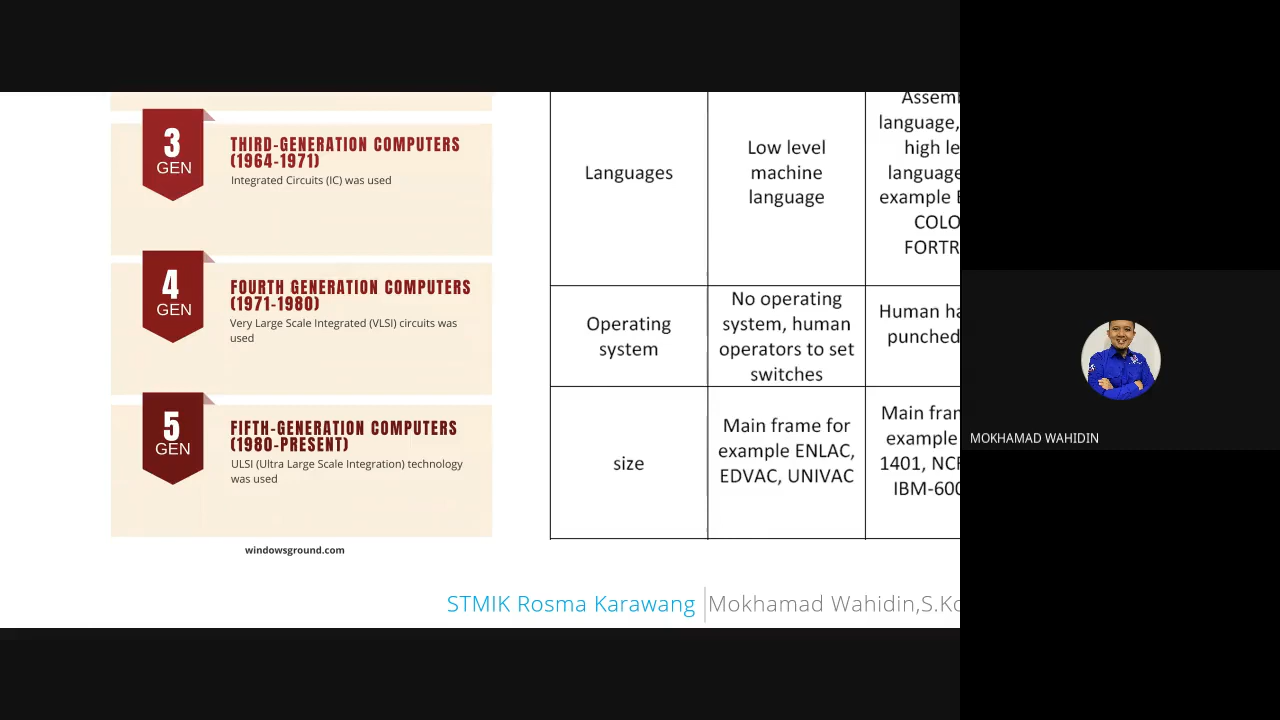 3
GEN
THIRD-GENERATION COMPUTERS
(1964-1971)
Integrated Circuits (IC) was used
4
GEN
FOURTH GENERATION COMPUTERS
(1971-1980)
Very Large Scale Integrated (VLSI) circuits was
used
5
GEN
FIFTH-GENERATION COMPUTERS
(1980-PRESENT)
ULSI (Ultra Large Scale Integration) technology
was used
windowsground.com
Languages
Low level
machine
language
Assem
language,
high le
language
example
COLO
FORTR
Operating
system
No operating
system, human
operators to set
switches
Human ha
punched
size
Main frame for
example ENLAC,
EDVAC, UNIVAC
Main fran
example
1401, NC
IBM-600
STMIK Rosma Karawang Mokhamad Wahidin,S.Ko
MOKHAMAD WAHIDIN